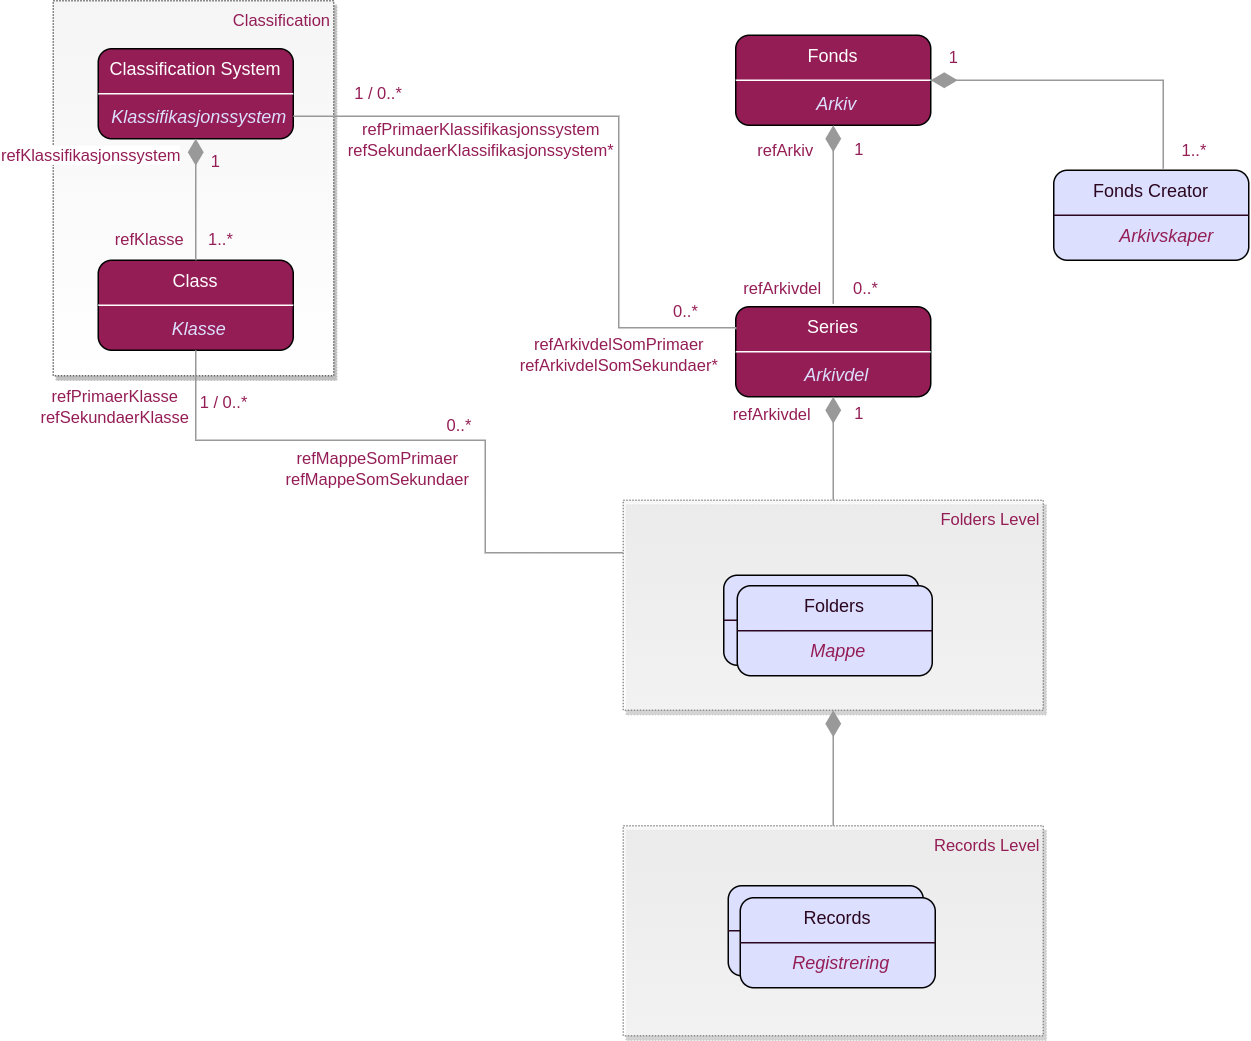 Classification
Classification System
Klassifikasjonssystem
refKlassifikasjonssystem
1
refKlasse
1..*
Class
Klasse
1 / 0..*
refPrimaerKlassifikasjonssystem
refSekundaerKlassifikasjonssystem*
Fonds
Arkiv
1
refArkiv
1
1..*
Fonds Creator
Arkivskaper
refArkivdel
0..*
0..*
Series
Arkivdel
refArkivdelSomPrimaer
refArkivdelSomSekundaer*
refPrimaerKlasse
refSekundaerKlasse
1 / 0..*
0..*
refMappeSomPrimaer
refMappeSomSekundaer
refArkivdel
1
Folders Level
Folders
Mappe
Records Level
Records
Registrering